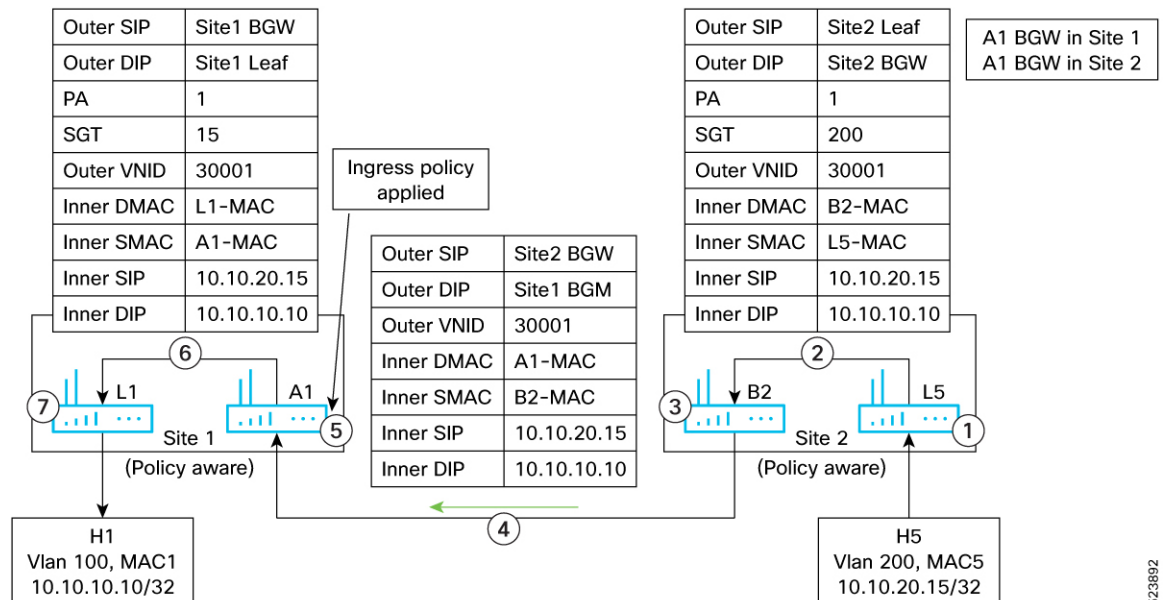 Outer SIP Site1 BGW
Outer DIP Site1 Leaf
PA 1
SGT 15
Outer VNID 30001
Inner DMAC L1-MAC
Inner SMAC A1-MAC
Inner SIP 10.10.20.15
Inner DIP 10.10.10.10
Ingress policy
applied
Outer SIP Site2 BGW
Outer DIP Site1 BGM
Outer VNID 30001
Inner DMAC A1-MAC
Inner SMAC B2-MAC
Inner SIP 10.10.20.15
Inner DIP 10.10.10.10
Outer SIP Site2 Leaf
Outer DIP Site2 BGW
PA 1
SGT 200
Outer VNID 30001
Inner DMAC B2-MAC
Inner SMAC L5-MAC
Inner SIP 10.10.20.15
Inner DIP 10.10.10.10
A1 BGW in Site 1
A1 BGW in Site 2
6
7 L1 A1 5
Site 1
(Policy aware)
2
3 B2 L5 1
Site 2
(Policy aware)
4
H1
Vlan 100, MAC1
10.10.10.10/32
H5
Vlan 200, MAC5
10.10.20.15/32